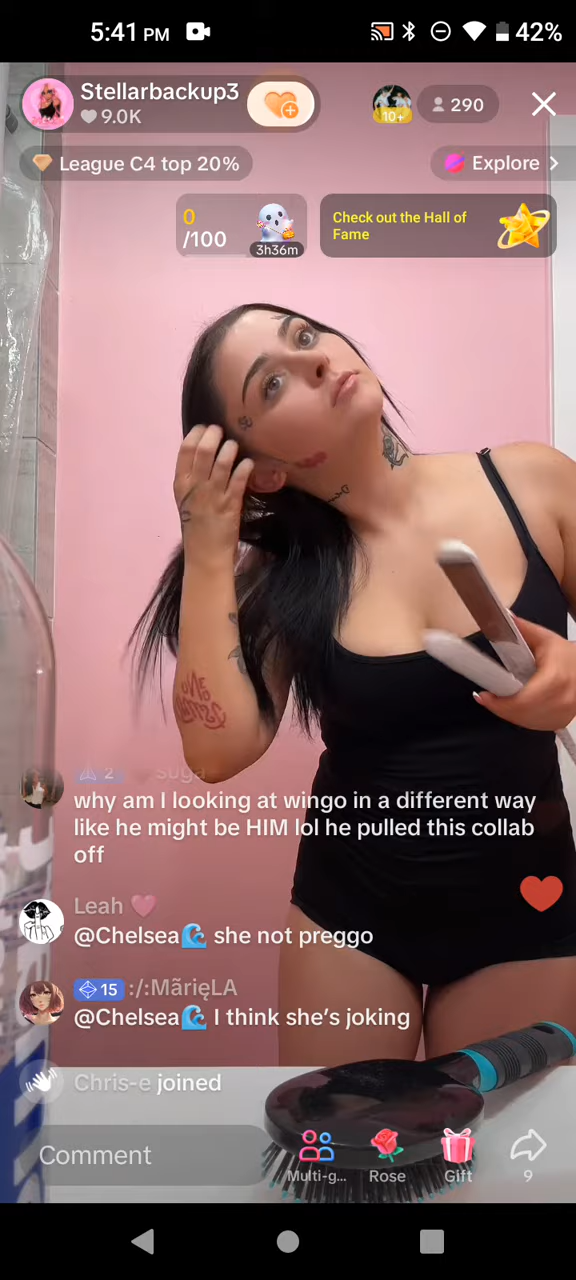 5:41 PM
42%
Stellarbackup3
9.0K
10+
290
League C4 top 20%
Explore
0
/100
3h36m
Check out the Hall of
Fame
2
Suga
why am I looking at wingo in a different way
like he might be HIM lol he pulled this collab
off
Leah
@Chelsea🌊 she not preggo
15 :/:MãrięLA
@Chelsea🌊 I think she's joking
Chris-e joined
Comment
Multi-g...
Rose
Gift
9